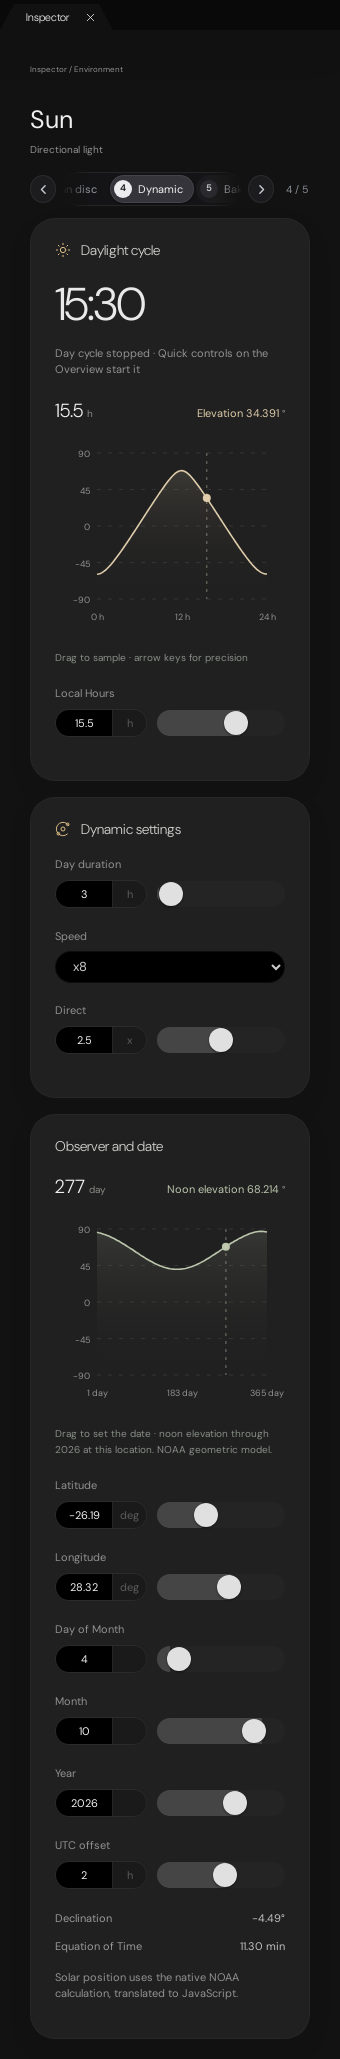 Inspector
Inspector / Environment
Sun
Directional light
disc 4 Dynamic 5 4 / 5
Daylight cycle
15:30
Day cycle stopped · Quick controls on the
Overview start it
15.5 h Elevation 34.391 °
90
45
0
-45
-90
0 h 12 h 24 h
Drag to sample · arrow keys for precision
Local Hours
15.5 h
Dynamic settings
Day duration
3 h
Speed
x8
Direct
2.5 x
Observer and date
277 day Noon elevation 68.214 °
90
45
0
-45
-90
1 day 183 day 365 day
Drag to set the date · noon elevation through
2026 at this location. NOAA geometric model.
Latitude
-26.19 deg
Longitude
28.32 deg
Day of Month
4
Month
10
Year
2026
UTC offset
2 h
Declination -4.49°
Equation of Time 11.30 min
Solar position uses the native NOAA
calculation, translated to JavaScript.